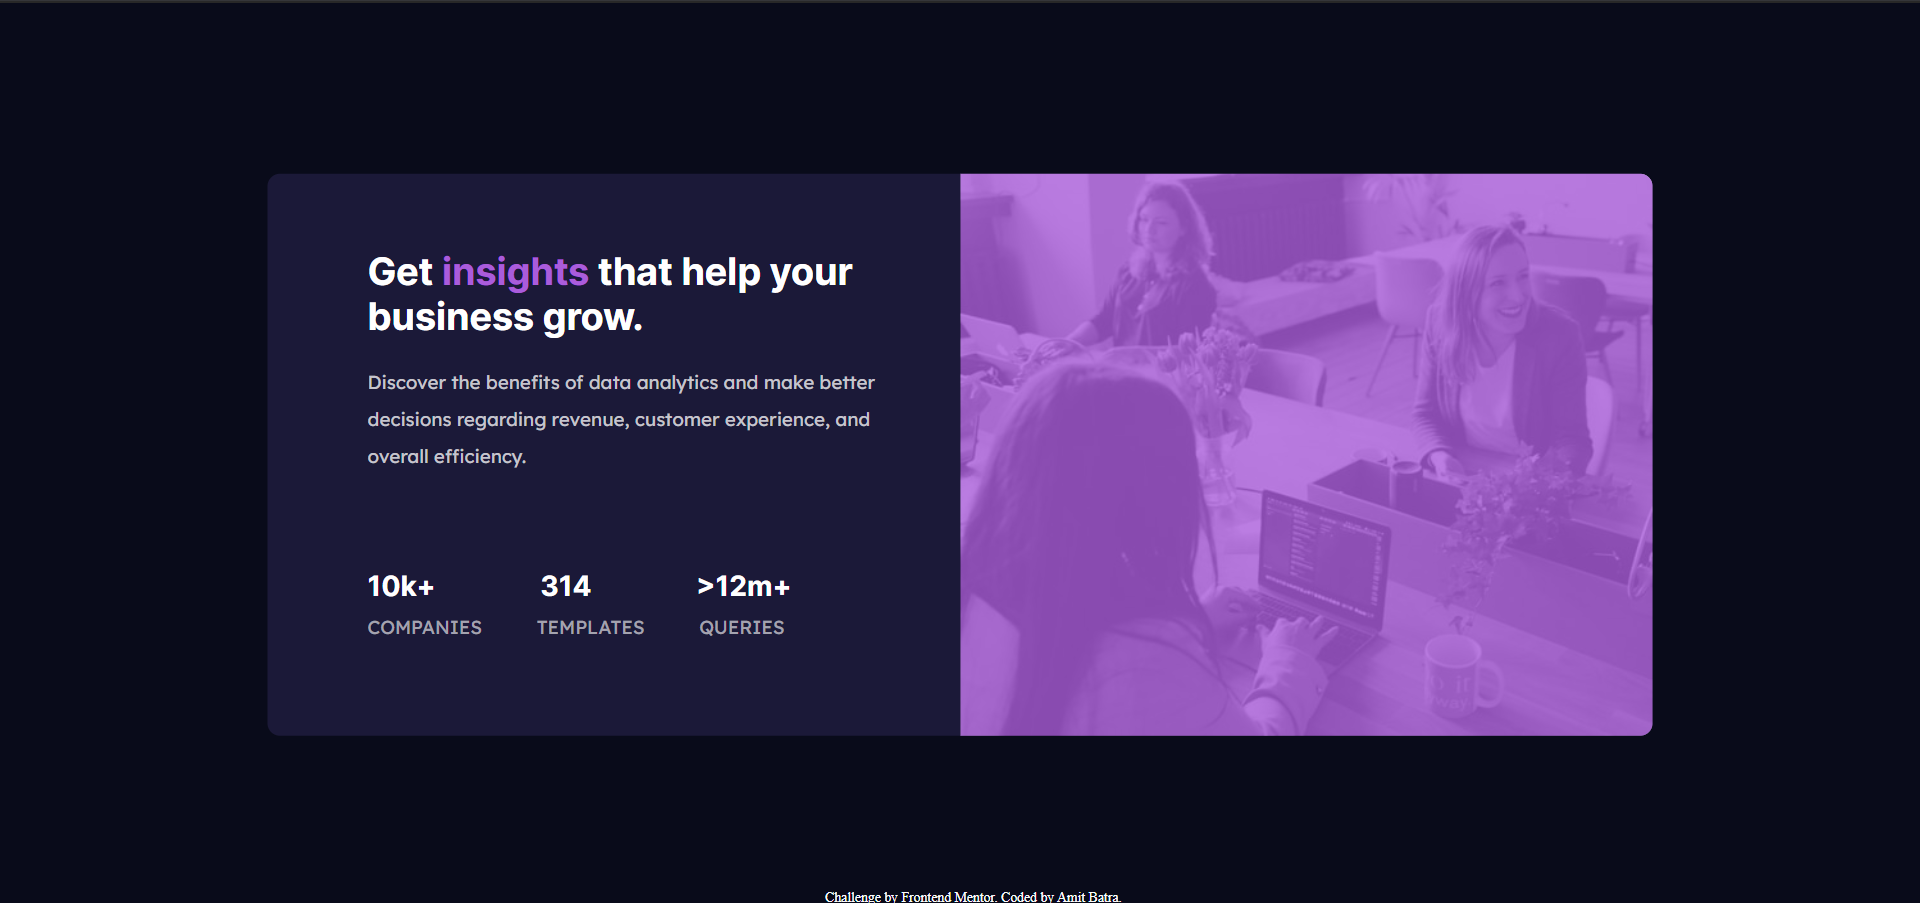 Get insights that help your
business grow.
Discover the benefits of data analytics and make better
decisions regarding revenue, customer experience, and
overall efficiency.
10k+ 314 >12m+
COMPANIES TEMPLATES QUERIES
Challenge by Frontend Mentor. Coded by Amit Batra.